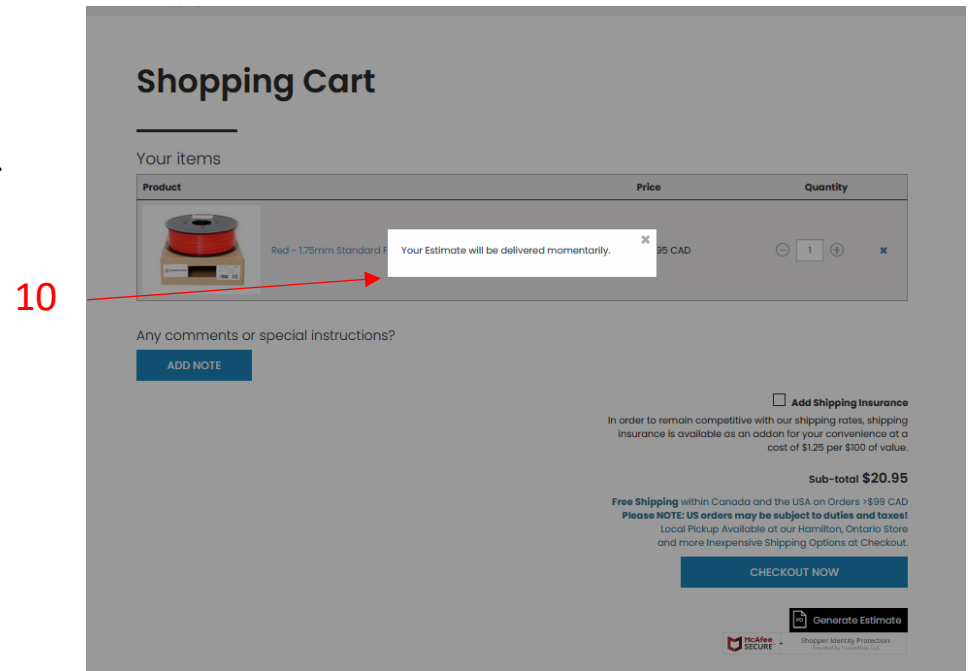 Shopping Cart
Your items
Product Price Quantity
Red - 1.75mm Standard F
Your Estimate will be delivered momentarily. ✖
95 CAD
1
✖
10
Any comments or special instructions?
ADD NOTE
Add Shipping Insurance
In order to remain competitive with our shipping rates, shipping
insurance is available as an addon for your convenience at a
cost of $1.25 per $100 of value.
Sub-total $20.95
Free Shipping within Canada and the USA on Orders >$99 CAD
Please NOTE: US orders may be subject to duties and taxes!
Local Pickup Available at our Hamilton, Ontario Store
and more Inexpensive Shipping Options at Checkout.
CHECKOUT NOW
PO Generate Estimate
McAfee SECURE + Shopper Identity Protection
Provided by TrustedSite, LLC